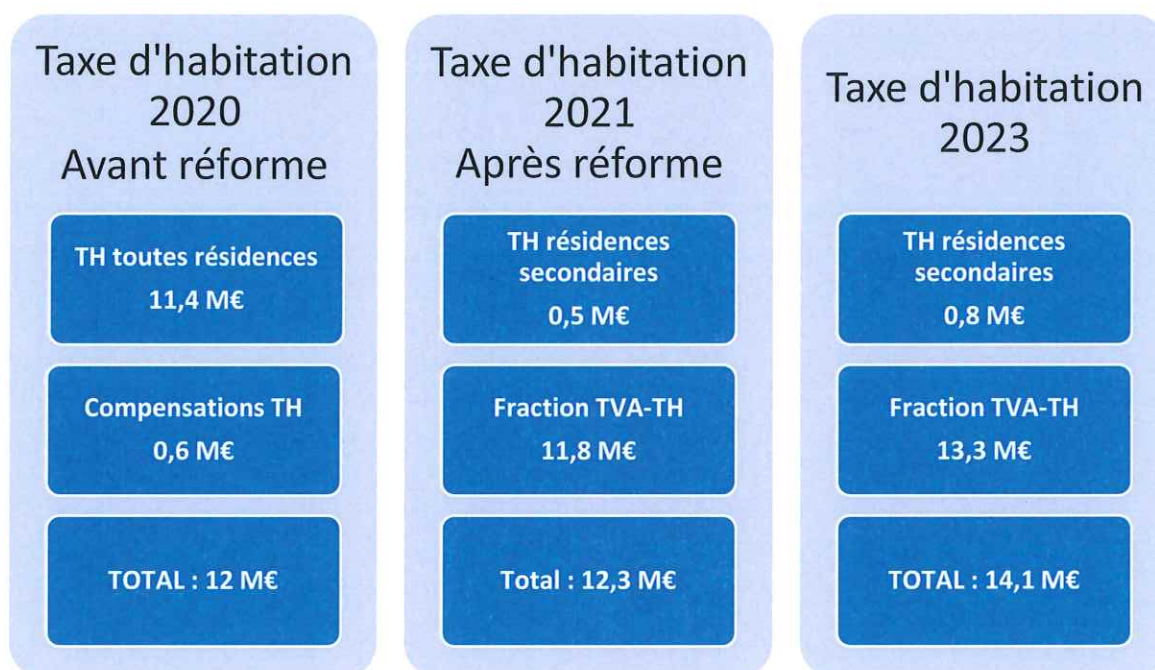 Taxe d'habitation
2020
Avant réforme
TH toutes résidences
11,4 M€
Compensations TH
0,6 M€
TOTAL : 12 M€
Taxe d'habitation
2021
Après réforme
TH résidences
secondaires
0,5 M€
Fraction TVA-TH
11,8 M€
Total : 12,3 M€
Taxe d'habitation
2023
TH résidences
secondaires
0,8 M€
Fraction TVA-TH
13,3 M€
TOTAL : 14,1 M€